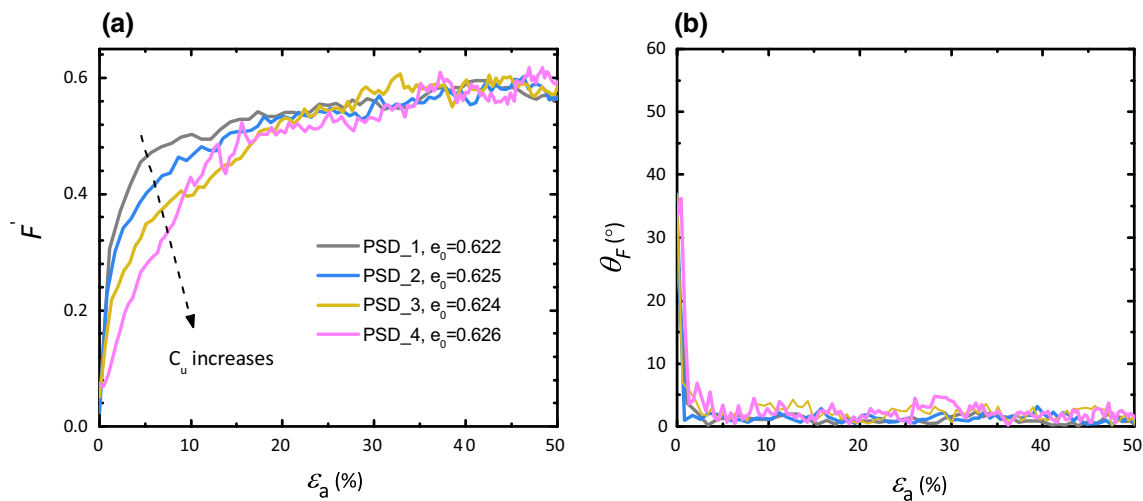 (a)
0.6
0.4
0.2
0.0
F'
C_u increases
PSD_1, e_0=0.622
PSD_2, e_0=0.625
PSD_3, e_0=0.624
PSD_4, e_0=0.626
0 10 20 30 40 50
ε_a (%)
(b)
60
50
40
30
20
10
0
θ_F (°)
0 10 20 30 40 50
ε_a (%)